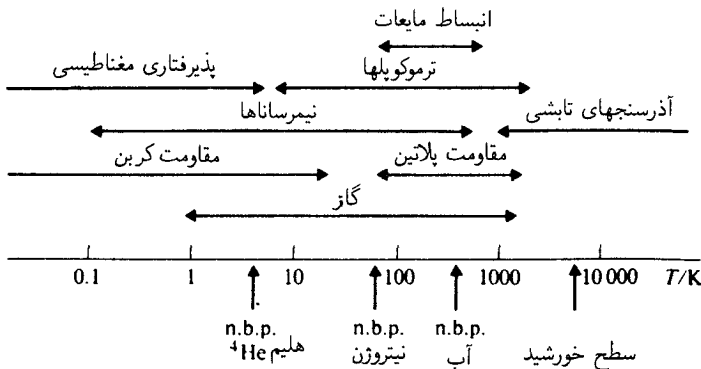 انبساط مایعات
پذیرفتاری مغناطیسی
ترموکوپلها
نیمرساناها
آذرسنجهای تابشی
مقاومت کربن
مقاومت پلاتین
گاز
0.1 1 10 100 1000 10 000 T/K
n.b.p.
هلیم ⁴He
n.b.p.
نیتروژن
n.b.p.
آب
سطح خورشید